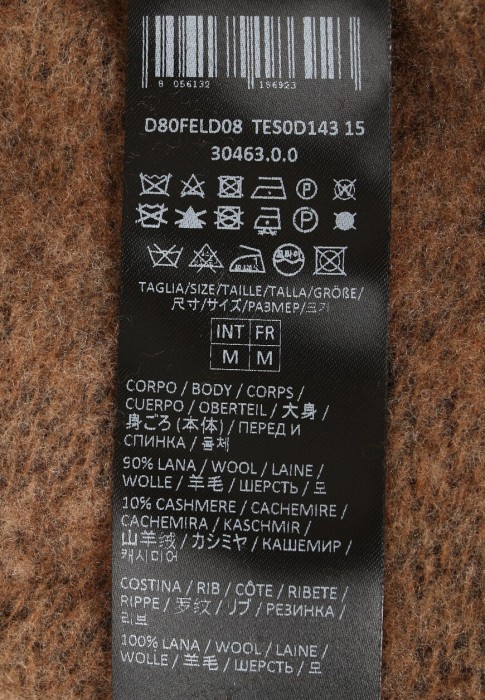 8 056132 196923
D80FELD08 TES0D143 15
30463.0.0
TAGLIA/SIZE/TAILLE/TALLA/GRÖßE/
尺寸/サイズ/РАЗМЕР/크기
INT FR
M M
CORPO / BODY / CORPS /
CUERPO / OBERTEIL / 大身 /
身ごろ (本体) / ПЕРЕД И
СПИНКА / 몸체
90% LANA / WOOL / LAINE /
WOLLE / 羊毛 / ШЕРСТЬ / 모
10% CASHMERE / CACHEMIRE /
CACHEMIRA / KASCHMIR /
山羊绒 / カシミヤ / КАШЕМИР /
캐시미어
COSTINA / RIB / CÔTE / RIBETE /
RIPPE / 罗纹 / リブ / РЕЗИНКА /
리브
100% LANA / WOOL / LAINE /
WOLLE / 羊毛 / ШЕРСТЬ / 모